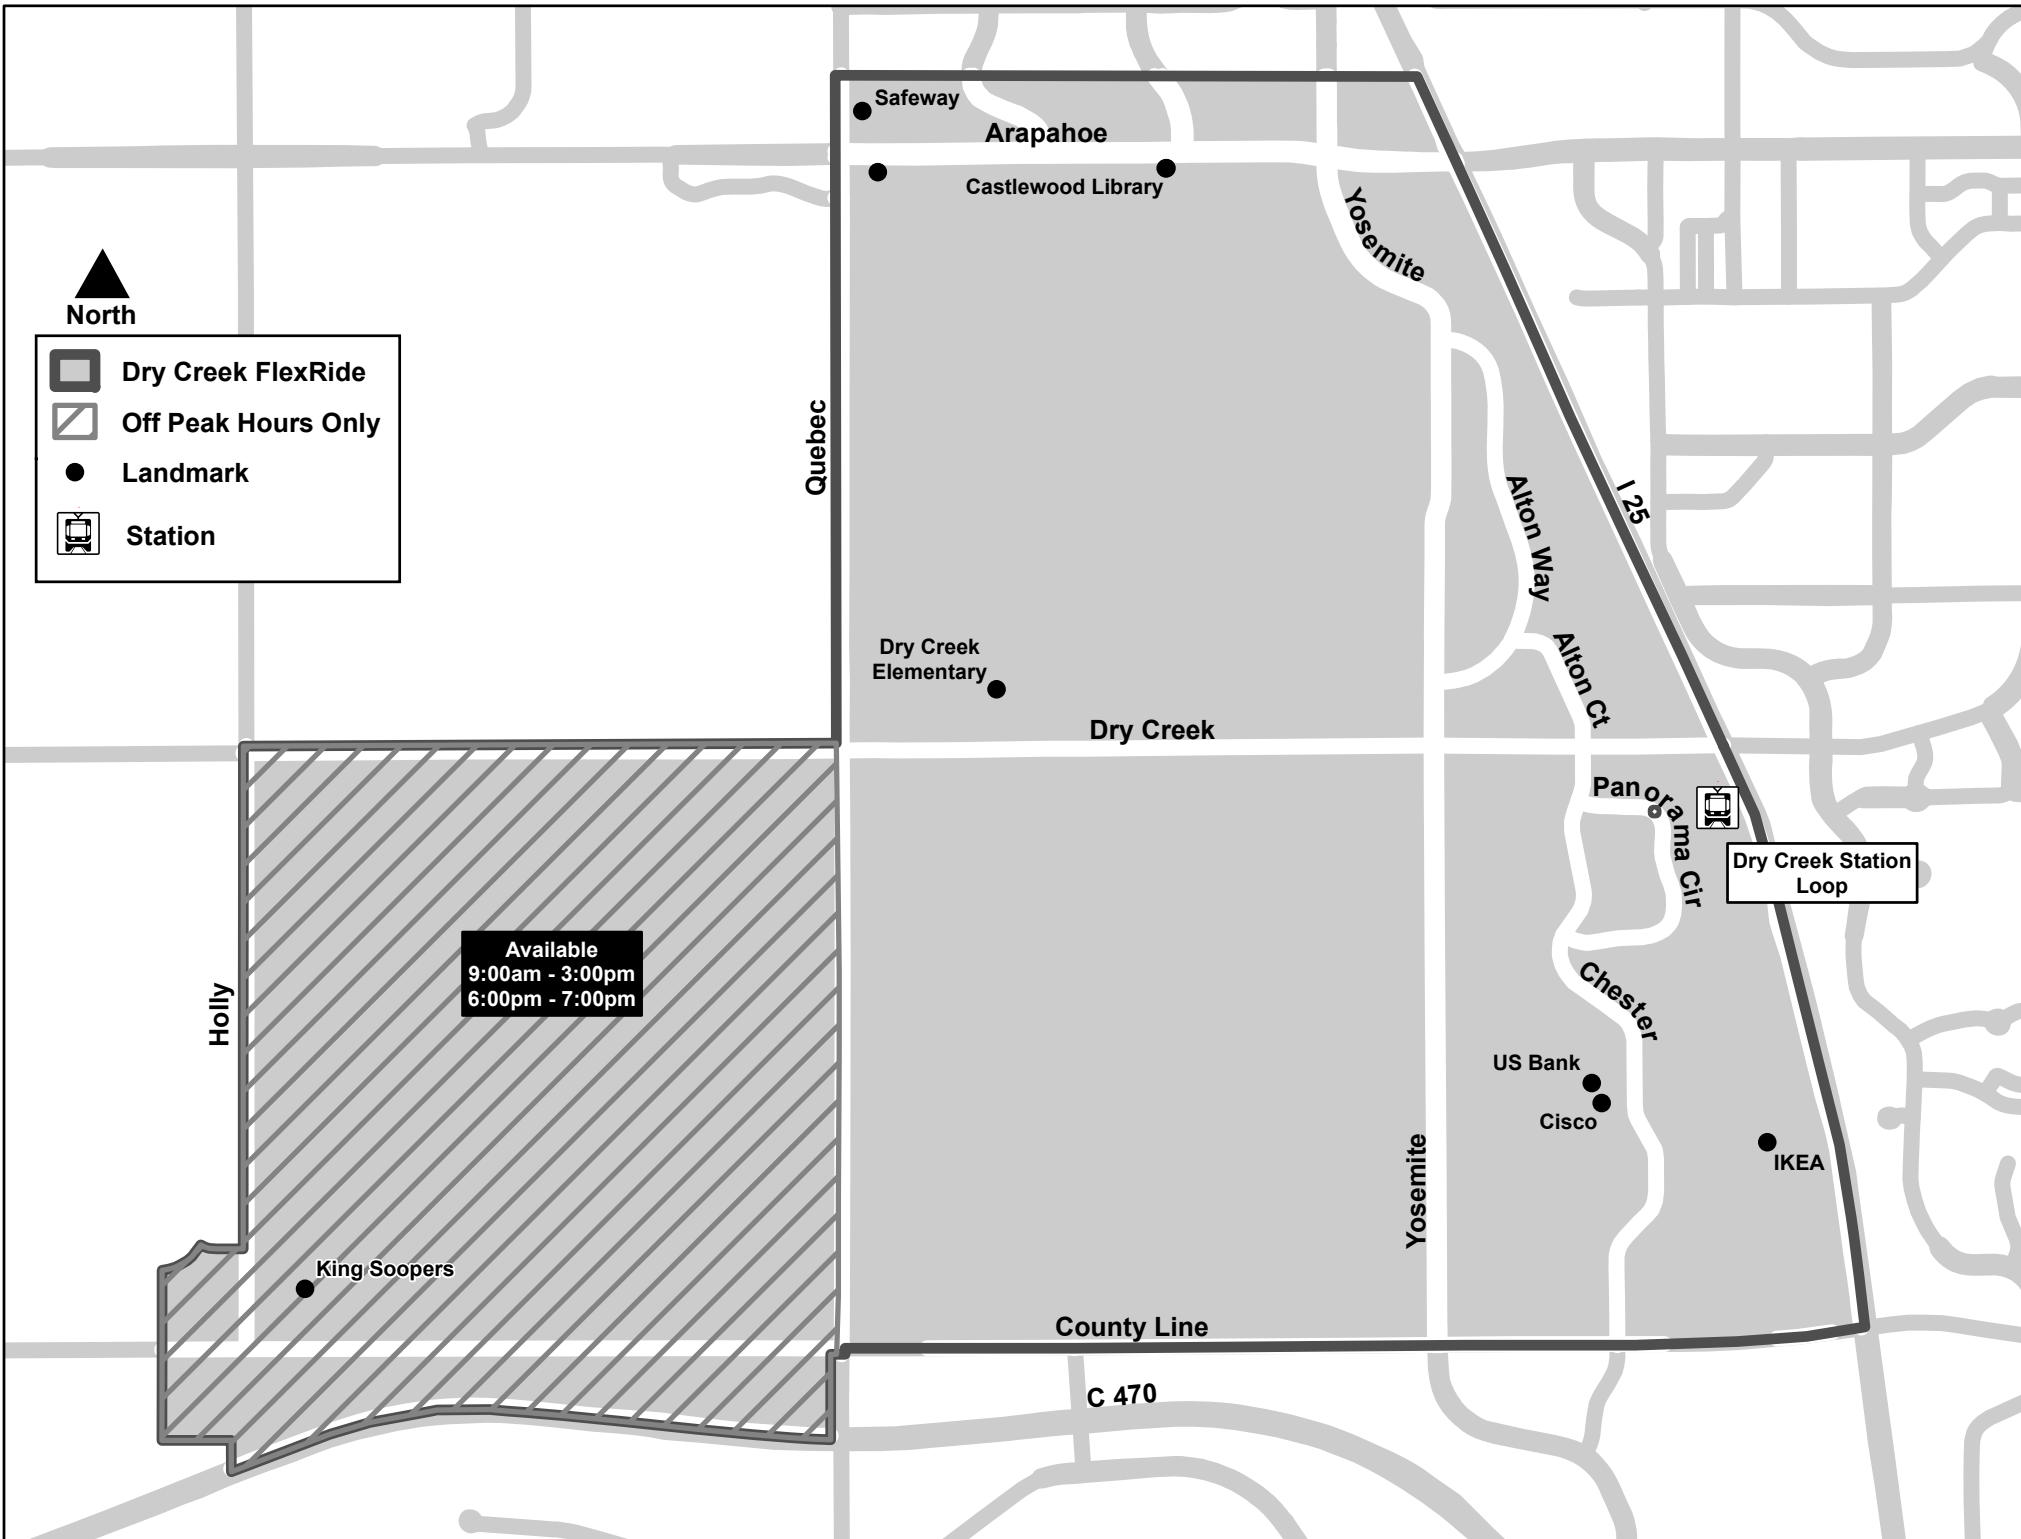 Safeway
Arapahoe
Castlewood Library
Yosemite
North
Dry Creek FlexRide
Off Peak Hours Only
Landmark
Station
Quebec
I 25
Alton Way
Alton Ct
Dry Creek
Elementary
Dry Creek
Panorama Cir
Dry Creek Station
Loop
Available
9:00am - 3:00pm
6:00pm - 7:00pm
Holly
Chester
US Bank
Cisco
IKEA
Yosemite
King Soopers
County Line
C 470